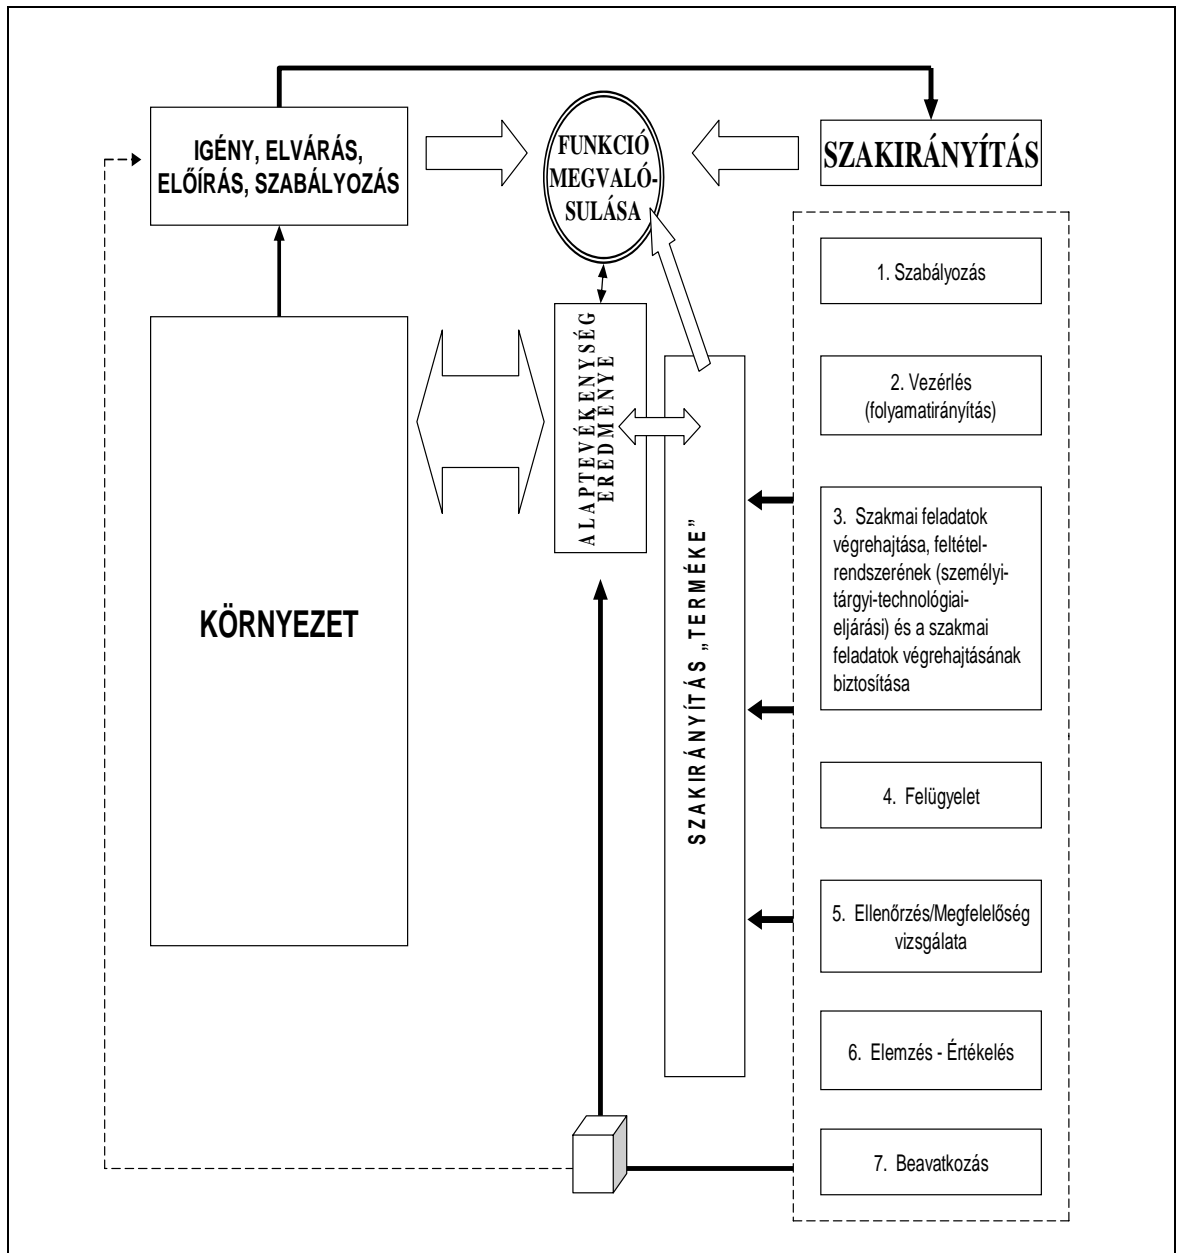 IGÉNY, ELVÁRÁS,
ELŐÍRÁS, SZABÁLYOZÁS
FUNKCIÓ
MEGVALÓ-
SULÁSA
SZAKIRÁNYÍTÁS
KÖRNYEZET
ALAPTEVÉKENYSÉG
EREDMÉNYE
SZAKIRÁNYÍTÁS „TERMÉKE”
1. Szabályozás
2. Vezérlés
(folyamatirányítás)
3. Szakmai feladatok
végrehajtása, feltétel-
rendszerének (személyi-
tárgyi-technológiai-
eljárási) és a szakmai
feladatok végrehajtásának
biztosítása
4. Felügyelet
5. Ellenőrzés/Megfelelőség
vizsgálata
6. Elemzés - Értékelés
7. Beavatkozás